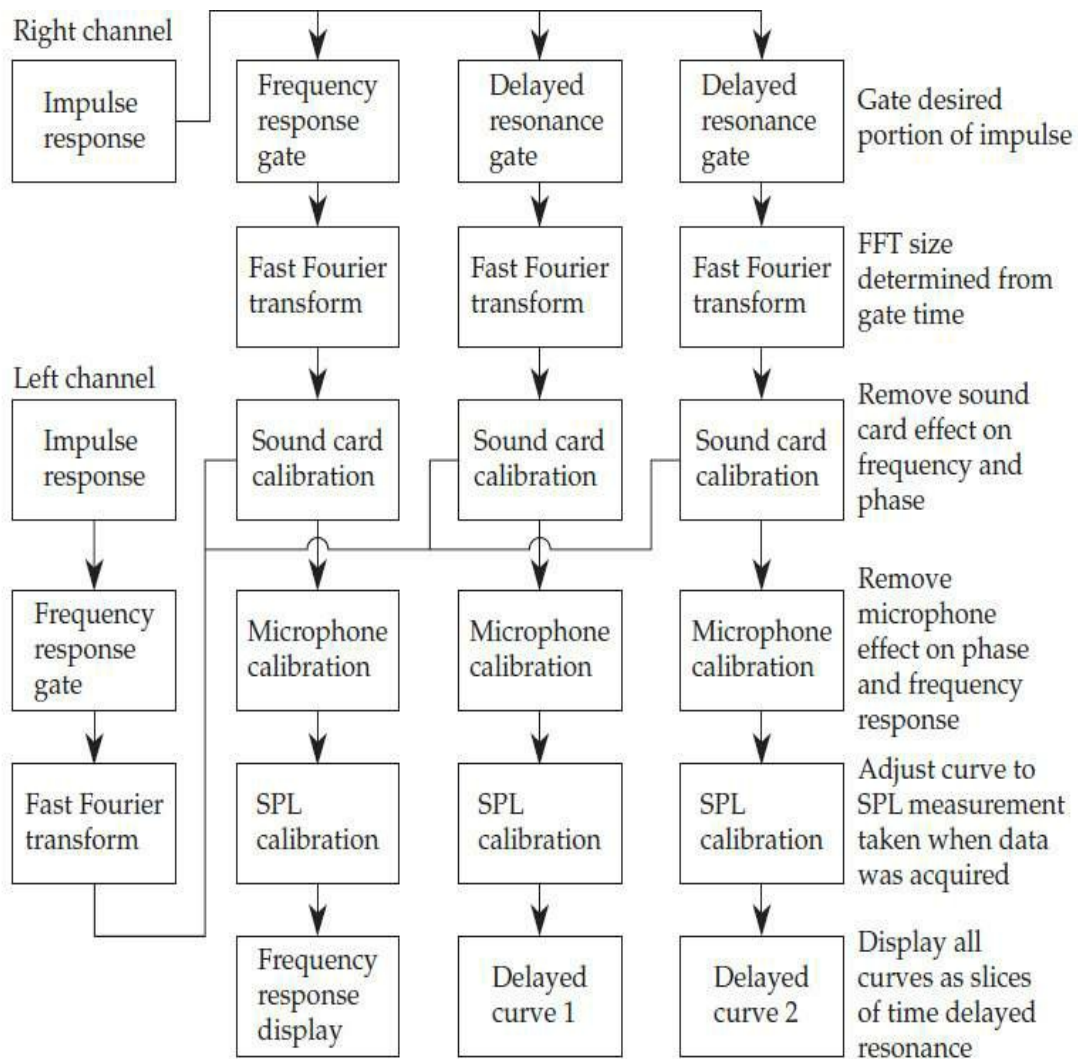 Right channel
Impulse
response
Frequency
response
gate
Delayed
resonance
gate
Delayed
resonance
gate
Gate desired
portion of impulse
Fast Fourier
transform
Fast Fourier
transform
Fast Fourier
transform
FFT size
determined from
gate time
Left channel
Impulse
response
Sound card
calibration
Sound card
calibration
Sound card
calibration
Remove sound
card effect on
frequency and
phase
Frequency
response
gate
Microphone
calibration
Microphone
calibration
Microphone
calibration
Remove
microphone
effect on phase
and frequency
response
Fast Fourier
transform
SPL
calibration
SPL
calibration
SPL
calibration
Adjust curve to
SPL measurement
taken when data
was acquired
Frequency
response
display
Delayed
curve 1
Delayed
curve 2
Display all
curves as slices
of time delayed
resonance